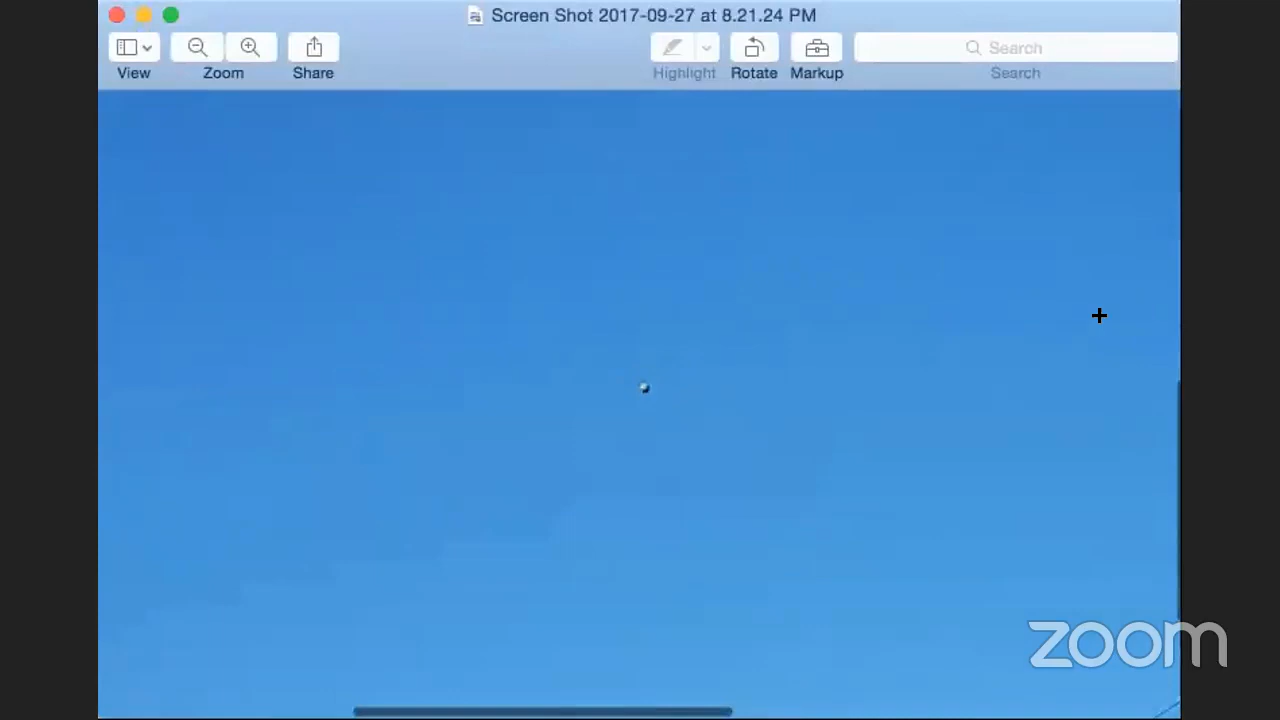 Screen Shot 2017-09-27 at 8.21.24 PM
View
Zoom
Share
Highlight
Rotate
Markup
Search
Search
zoom